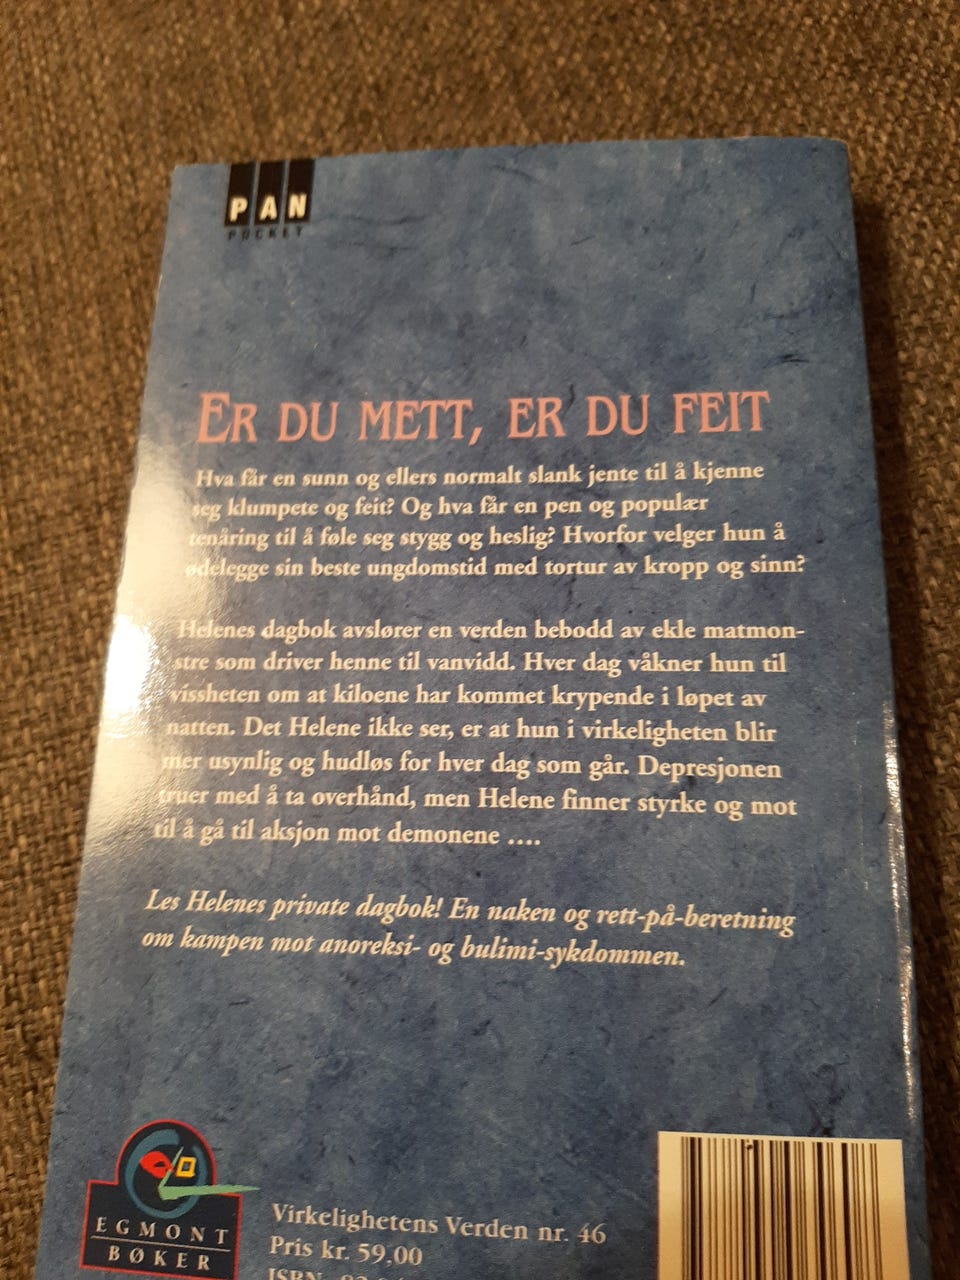 PAN
POCKET
ER DU METT, ER DU FEIT
Hva får en sunn og ellers normalt slank jente til å kjenne
seg klumpete og feit? Og hva får en pen og populær
tenåring til å føle seg stygg og heslig? Hvorfor velger hun å
ødelegge sin beste ungdomstid med tortur av kropp og sinn?
Helenes dagbok avslører en verden bebodd av ekle matmon-
stre som driver henne til vanvidd. Hver dag våkner hun til
vissheten om at kiloene har kommet krypende i løpet av
natten. Det Helene ikke ser, er at hun i virkeligheten blir
mer usynlig og hudløs for hver dag som går. Depresjonen
truer med å ta overhånd, men Helene finner styrke og mot
til å gå til aksjon mot demonene ....
Les Helenes private dagbok! En naken og rett-på-beretning
om kampen mot anoreksi- og bulimi-sykdommen.
EGMONT
BØKER
Virkelighetens Verden nr. 46
Pris kr. 59,00
ISBN